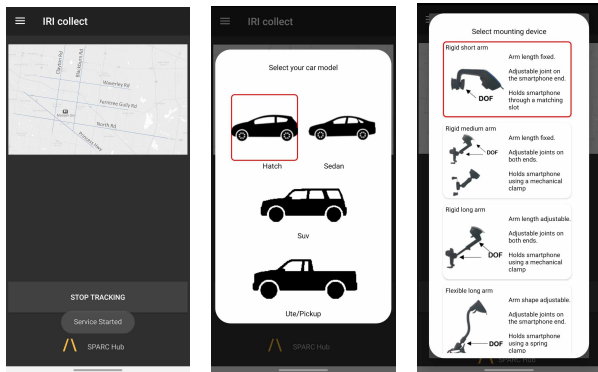 IRI collect
Clayton Rd
Blackburn Rd
Waverley Rd
Ferntree Gully Rd
North Rd
Princes Hwy
STOP TRACKING
Service Started
SPARC Hub
IRI collect
Select your car model
Hatch
Sedan
Suv
Ute/Pickup
SPARC Hub
Select mounting device
Rigid short arm
Arm length fixed.
Adjustable joint on
the smartphone end.
Holds smartphone
through a matching
slot
DOF
Rigid medium arm
Arm length fixed.
Adjustable joints on
both ends.
Holds smartphone
using a mechanical
clamp
DOF
Rigid long arm
Arm length adjustable.
Adjustable joints on
both ends.
Holds smartphone
using a mechanical
clamp
DOF
Flexible long arm
Arm shape adjustable.
Adjustable joints on
the smartphone end.
Holds smartphone
using a spring
clamp
DOF